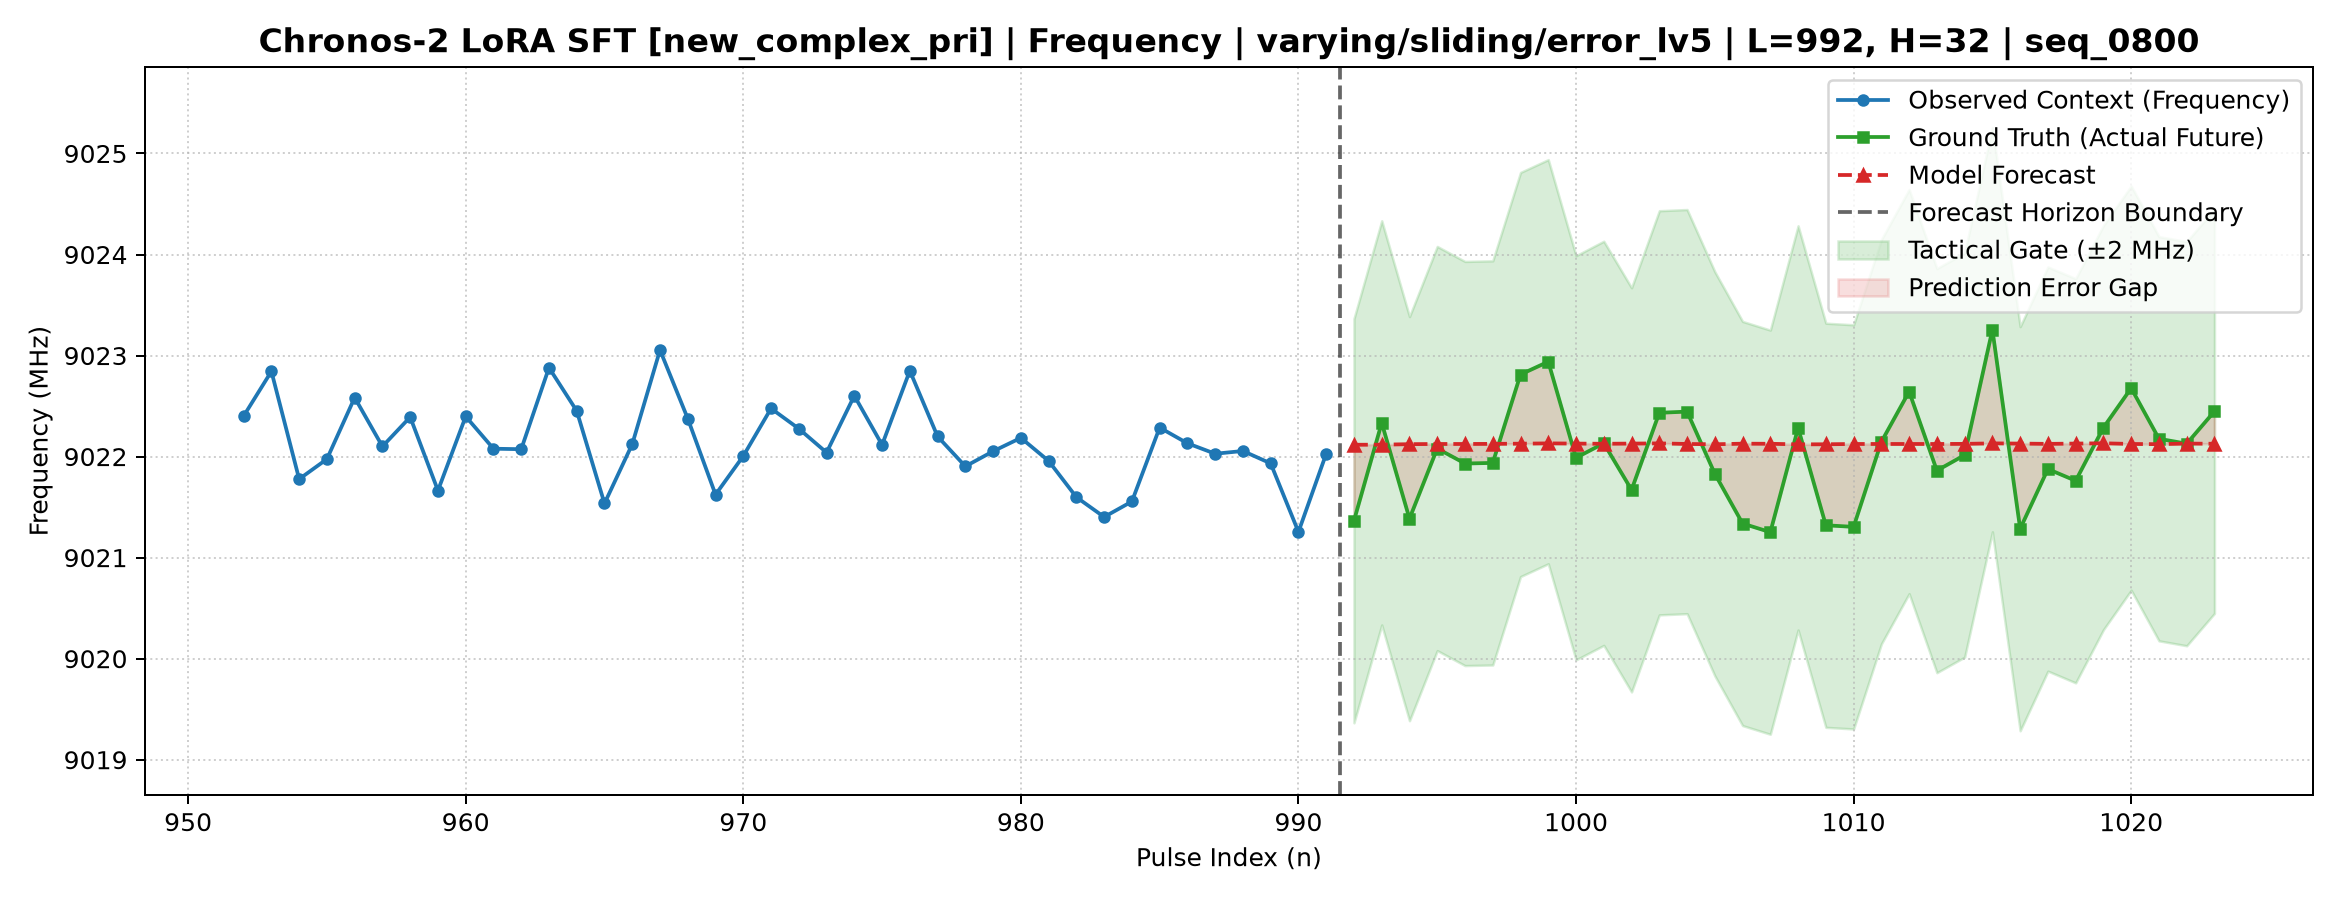 Chronos-2 LoRA SFT [new_complex_pri] | Frequency | varying/sliding/error_lv5 | L=992, H=32 | seq_0800
Observed Context (Frequency)
Ground Truth (Actual Future)
Model Forecast
Forecast Horizon Boundary
Tactical Gate (±2 MHz)
Prediction Error Gap
Frequency (MHz)
9025
9024
9023
9022
9021
9020
9019
950 960 970 980 990 1000 1010 1020
Pulse Index (n)